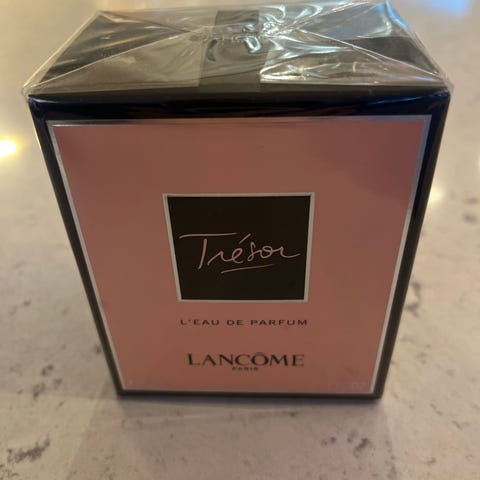 Trésor
L'EAU DE PARFUM
LANCÔME
PARIS